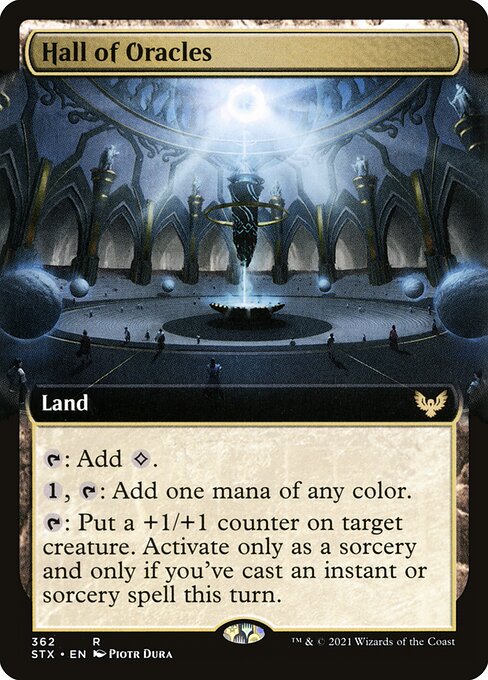 Hall of Oracles
Land
: Add .
1, : Add one mana of any color.
: Put a +1/+1 counter on target
creature. Activate only as a sorcery
and only if you've cast an instant or
sorcery spell this turn.
362 R
STX • EN Piotr Dura
™ & © 2021 Wizards of the Coast